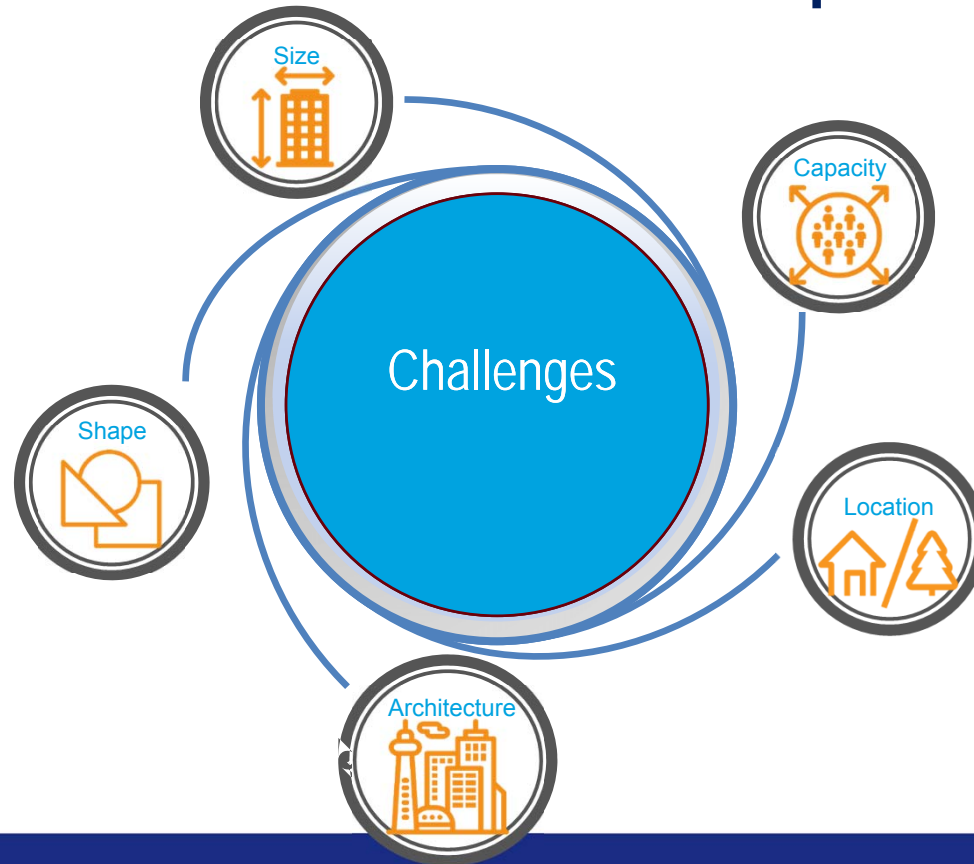 Size
Capacity
Challenges
Shape
Location
Architecture